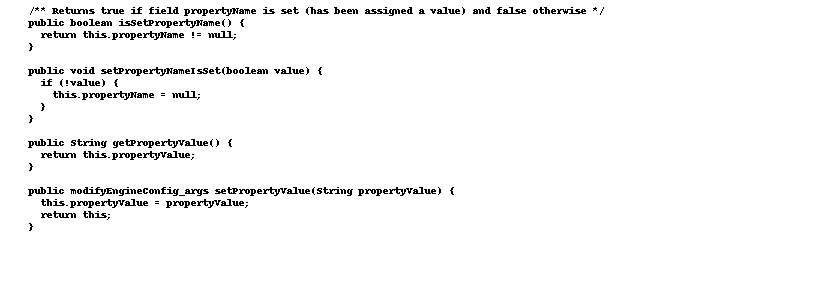 /** Returns true if field propertyName is set (has been assigned a value) and false otherwise */
public boolean isSetPropertyName() {
  return this.propertyName != null;
}

public void setPropertyNameIsSet(boolean value) {
  if (!value) {
    this.propertyName = null;
  }
}

public String getPropertyValue() {
  return this.propertyValue;
}

public modifyEngineConfig_args setPropertyValue(String propertyValue) {
  this.propertyValue = propertyValue;
  return this;
}